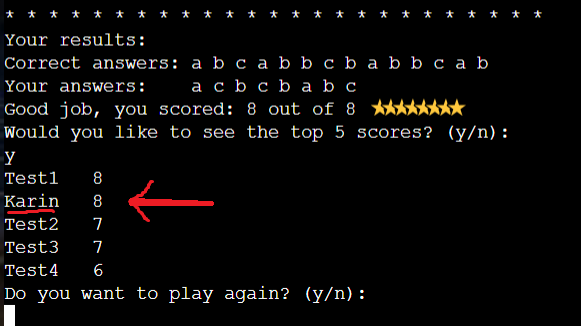 * * * * * * * * * * * * * * * * * * * * * * * * *
Your results:
Correct answers: a b c a b b c b a b b c a b
Your answers: a c b c b a b c
Good job, you scored: 8 out of 8 ⭐⭐⭐⭐⭐⭐⭐⭐
Would you like to see the top 5 scores? (y/n):
y
Test1 8
Karin 8
Test2 7
Test3 7
Test4 6
Do you want to play again? (y/n):